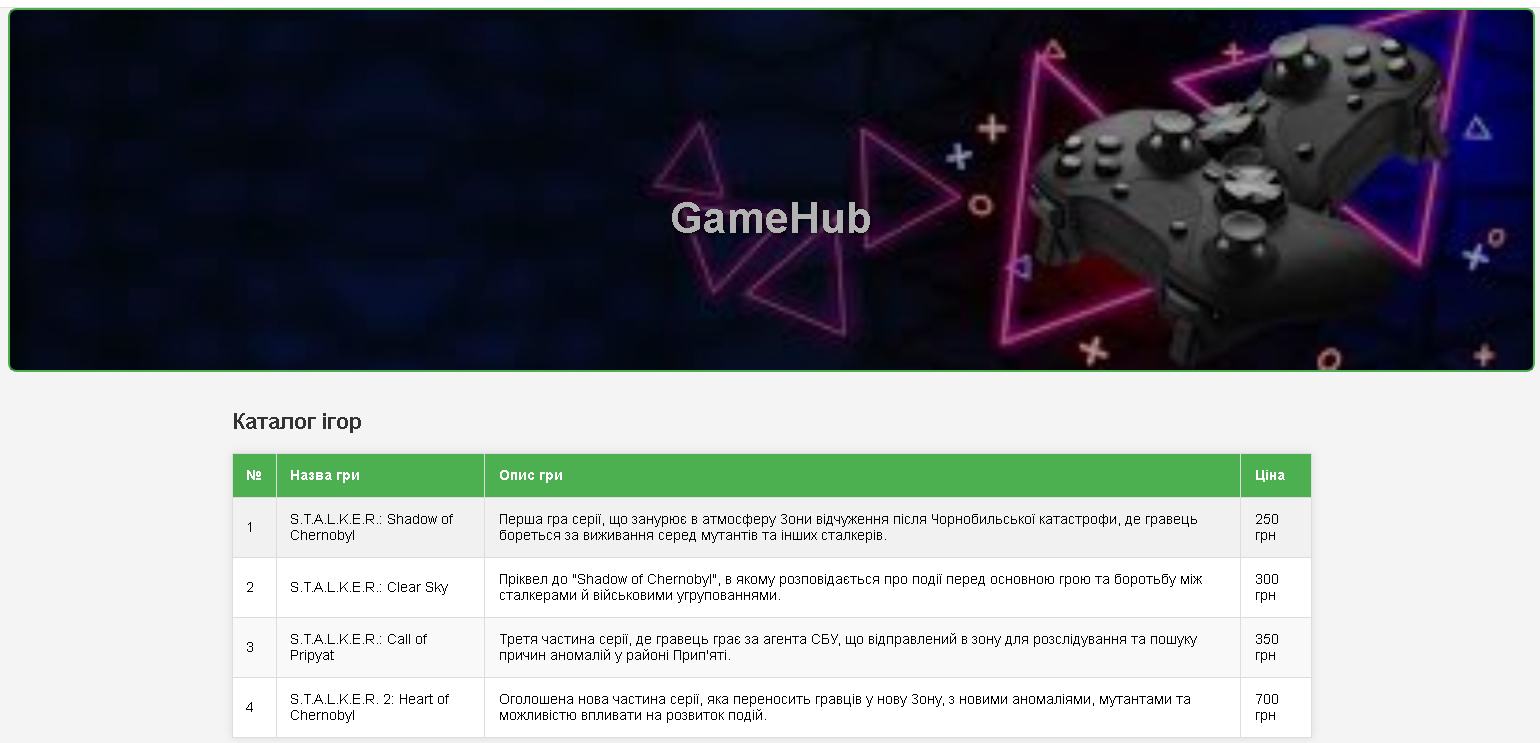 GameHub
Каталог ігор
№ Назва гри Опис гри Ціна
1 S.T.A.L.K.E.R.: Shadow of Chernobyl Перша гра серії, що занурює в атмосферу Зони відчуження після Чорнобильської катастрофи, де гравець бореться за виживання серед мутантів та інших сталкерів. 250 грн
2 S.T.A.L.K.E.R.: Clear Sky Пріквел до "Shadow of Chernobyl", в якому розповідається про події перед основною грою та боротьбу між сталкерами й військовими угрупованнями. 300 грн
3 S.T.A.L.K.E.R.: Call of Pripyat Третя частина серії, де гравець грає за агента СБУ, що відправлений в зону для розслідування та пошуку причин аномалій у районі Прип'яті. 350 грн
4 S.T.A.L.K.E.R. 2: Heart of Chernobyl Оголошена нова частина серії, яка переносить гравців у нову Зону, з новими аномаліями, мутантами та можливістю впливати на розвиток подій. 700 грн